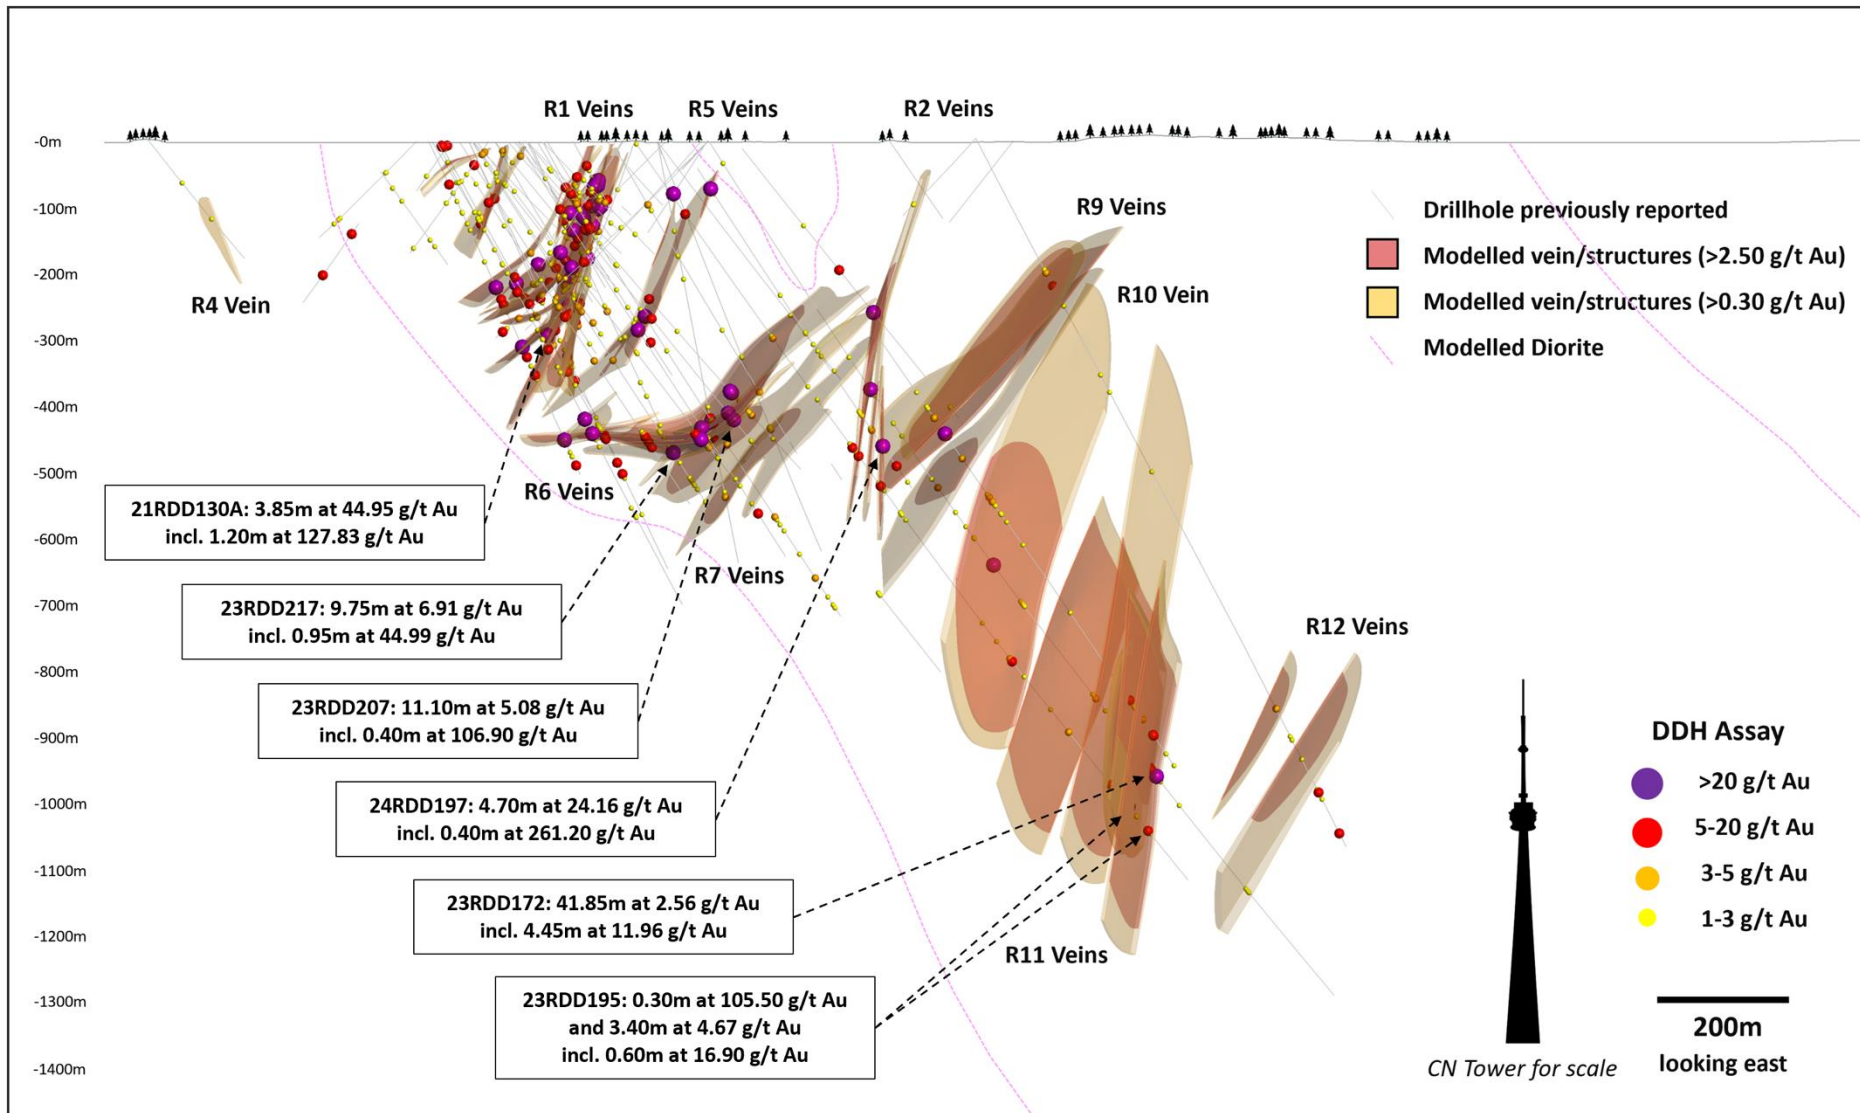 R1 Veins
R5 Veins
R2 Veins
-0m
-100m
-200m
-300m
-400m
-500m
-600m
-700m
-800m
-900m
-1000m
-1100m
-1200m
-1300m
-1400m
R4 Vein
R9 Veins
R10 Vein
R6 Veins
R7 Veins
R12 Veins
R11 Veins
Drillhole previously reported
Modelled vein/structures (>2.50 g/t Au)
Modelled vein/structures (>0.30 g/t Au)
Modelled Diorite
21RDD130A: 3.85m at 44.95 g/t Au
incl. 1.20m at 127.83 g/t Au
23RDD217: 9.75m at 6.91 g/t Au
incl. 0.95m at 44.99 g/t Au
23RDD207: 11.10m at 5.08 g/t Au
incl. 0.40m at 106.90 g/t Au
24RDD197: 4.70m at 24.16 g/t Au
incl. 0.40m at 261.20 g/t Au
23RDD172: 41.85m at 2.56 g/t Au
incl. 4.45m at 11.96 g/t Au
23RDD195: 0.30m at 105.50 g/t Au
and 3.40m at 4.67 g/t Au
incl. 0.60m at 16.90 g/t Au
DDH Assay
>20 g/t Au
5-20 g/t Au
3-5 g/t Au
1-3 g/t Au
200m
looking east
CN Tower for scale